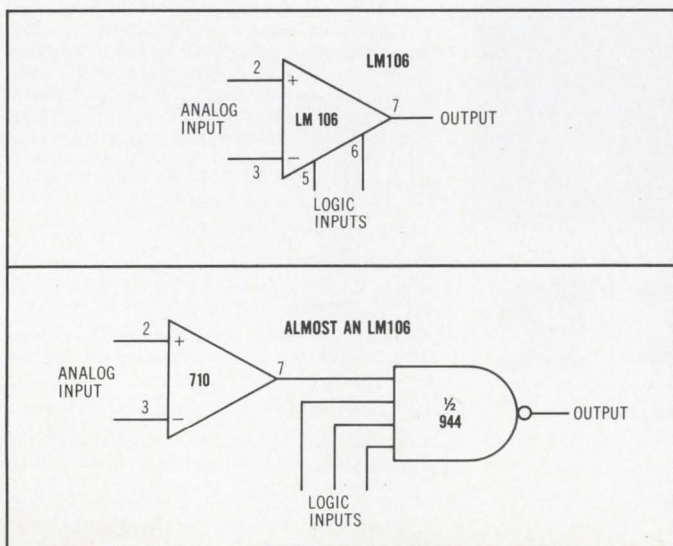 LM106
2
+
ANALOG
INPUT
LM 106
7
OUTPUT
−
3
5
6
LOGIC
INPUTS
ALMOST AN LM106
2
+
ANALOG
INPUT
710
7
3
−
½
944
OUTPUT
LOGIC
INPUTS